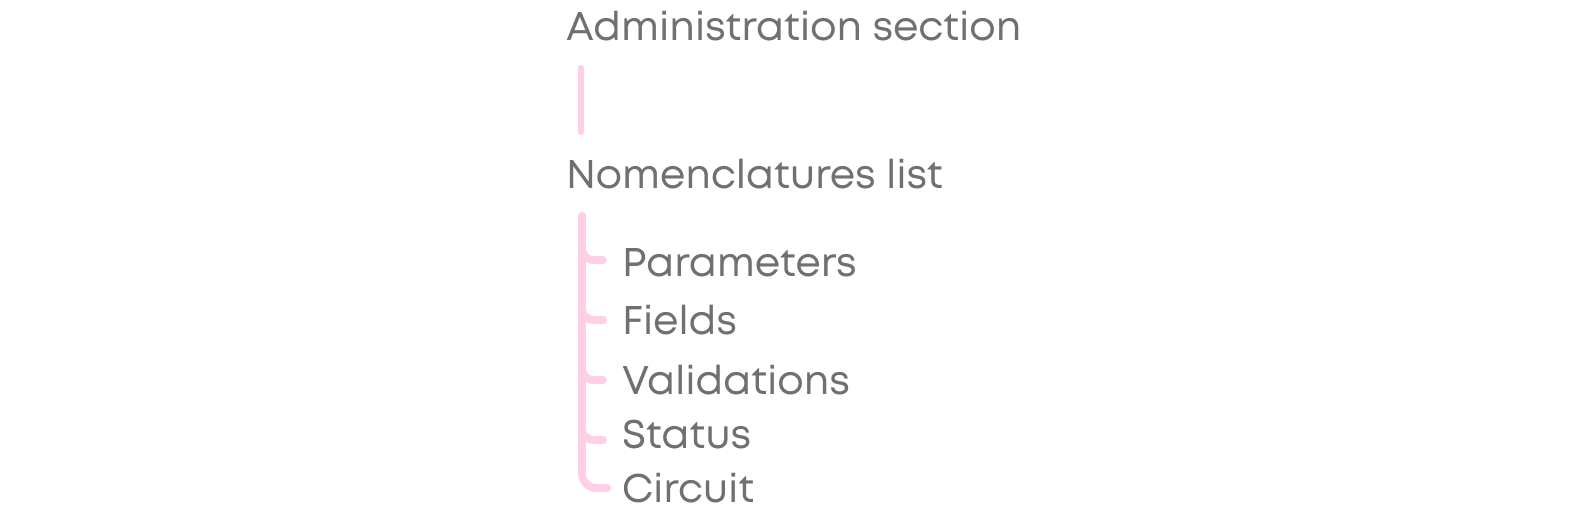 Administration section
Nomenclatures list
Parameters
Fields
Validations
Status
Circuit